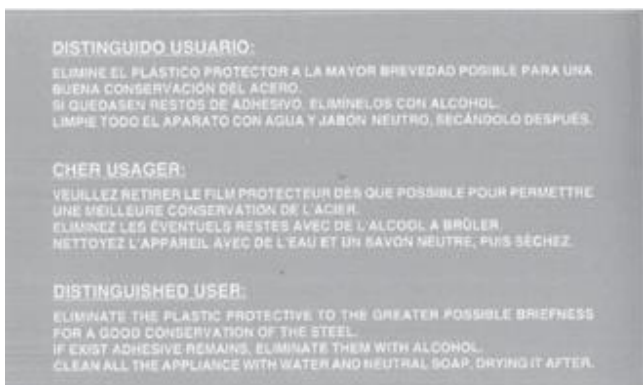 DISTINGUIDO USUARIO:
ELIMINE EL PLASTICO PROTECTOR A LA MAYOR BREVEDAD POSIBLE PARA UNA
BUENA CONSERVACION DEL ACERO.
SI QUEDASEN RESTOS DE ADHESIVO, ELIMÍNELOS CON ALCOHOL.
LIMPIE TODO EL APARATO CON AGUA Y JABÓN NEUTRO, SECÁNDOLO DESPUÉS.
CHER USAGER:
VEUILLEZ RETIRER LE FILM PROTECTEUR DES QUE POSSIBLE POUR PERMETTRE
UNE MEILLEURE CONSERVATION DE L'ACIER.
ELIMINEZ LES ÉVENTUELS RESTES AVEC DE L'ALCOOL A BRÛLER.
NETTOYEZ L'APPAREIL AVEC DE L'EAU ET UN SAVON NEUTRE, PUIS SÉCHEZ.
DISTINGUISHED USER:
ELIMINATE THE PLASTIC PROTECTIVE TO THE GREATER POSSIBLE BRIEFNESS
FOR A GOOD CONSERVATION OF THE STEEL.
IF EXIST ADHESIVE REMAINS, ELIMINATE THEM WITH ALCOHOL.
CLEAN ALL THE APPLIANCE WITH WATER AND NEUTRAL SOAP, DRYING IT AFTER.